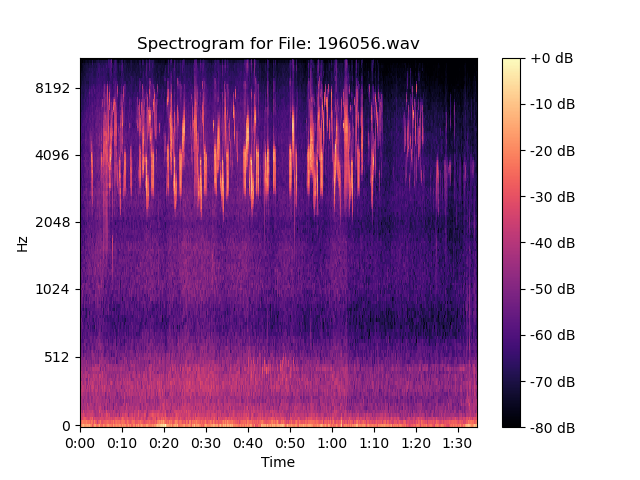 Spectrogram for File: 196056.wav
Hz
8192
4096
2048
1024
512
0
0:00 0:10 0:20 0:30 0:40 0:50 1:00 1:10 1:20 1:30
Time
+0 dB
-10 dB
-20 dB
-30 dB
-40 dB
-50 dB
-60 dB
-70 dB
-80 dB